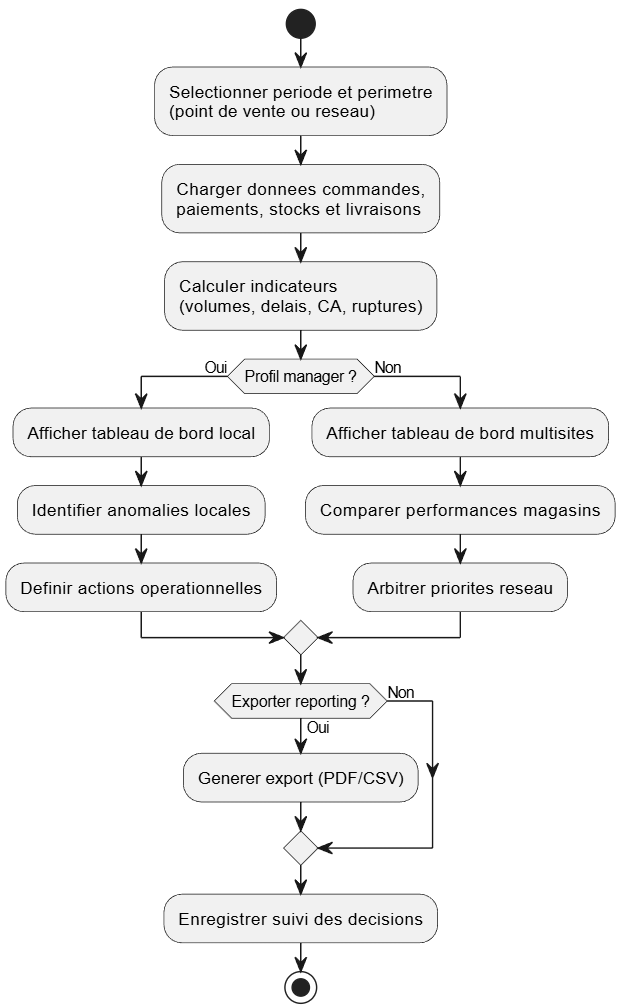 Selectionner periode et perimetre
(point de vente ou reseau)
Charger donnees commandes,
paiements, stocks et livraisons
Calculer indicateurs
(volumes, delais, CA, ruptures)
Oui
Profil manager ?
Non
Afficher tableau de bord local
Identifier anomalies locales
Definir actions operationnelles
Afficher tableau de bord multisites
Comparer performances magasins
Arbitrer priorites reseau
Exporter reporting ?
Non
Oui
Generer export (PDF/CSV)
Enregistrer suivi des decisions